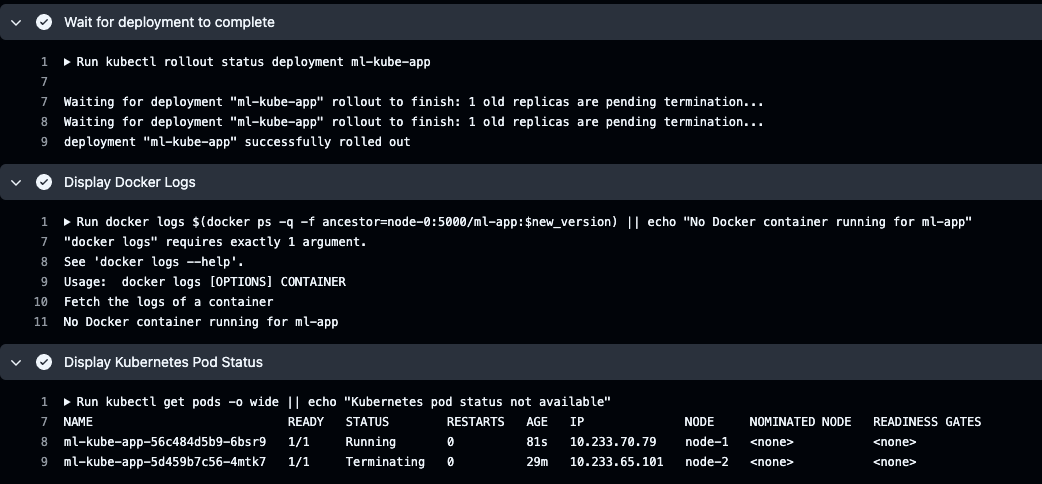 Wait for deployment to complete
1 ▶ Run kubectl rollout status deployment ml-kube-app
7
7 Waiting for deployment "ml-kube-app" rollout to finish: 1 old replicas are pending termination...
8 Waiting for deployment "ml-kube-app" rollout to finish: 1 old replicas are pending termination...
9 deployment "ml-kube-app" successfully rolled out
Display Docker Logs
1 ▶ Run docker logs $(docker ps -q -f ancestor=node-0:5000/ml-app:$new_version) || echo "No Docker container running for ml-app"
7 "docker logs" requires exactly 1 argument.
8 See 'docker logs --help'.
9 Usage:  docker logs [OPTIONS] CONTAINER
10 Fetch the logs of a container
11 No Docker container running for ml-app
Display Kubernetes Pod Status
1 ▶ Run kubectl get pods -o wide || echo "Kubernetes pod status not available"
7 NAME READY STATUS RESTARTS AGE IP NODE NOMINATED NODE READINESS GATES
8 ml-kube-app-56c484d5b9-6bsr9 1/1 Running 0 81s 10.233.70.79 node-1 <none> <none>
9 ml-kube-app-5d459b7c56-4mtk7 1/1 Terminating 0 29m 10.233.65.101 node-2 <none> <none>